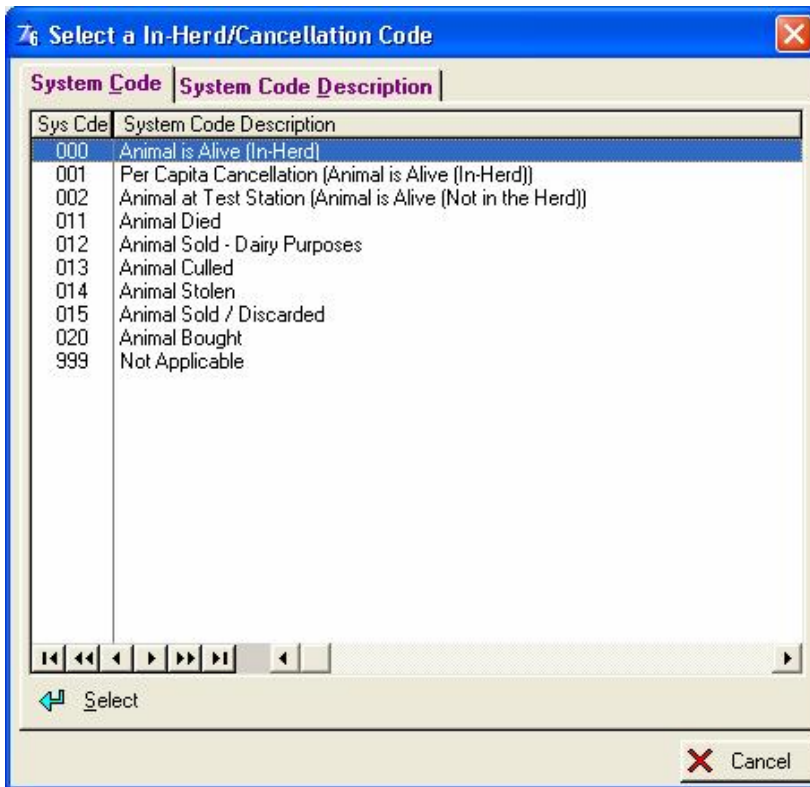 Select a In-Herd/Cancellation Code
System Code System Code Description
Sys Cde System Code Description
000 Animal is Alive (In-Herd)
001 Per Capita Cancellation (Animal is Alive (In-Herd))
002 Animal at Test Station (Animal is Alive (Not in the Herd))
011 Animal Died
012 Animal Sold - Dairy Purposes
013 Animal Culled
014 Animal Stolen
015 Animal Sold / Discarded
020 Animal Bought
999 Not Applicable
Select
Cancel